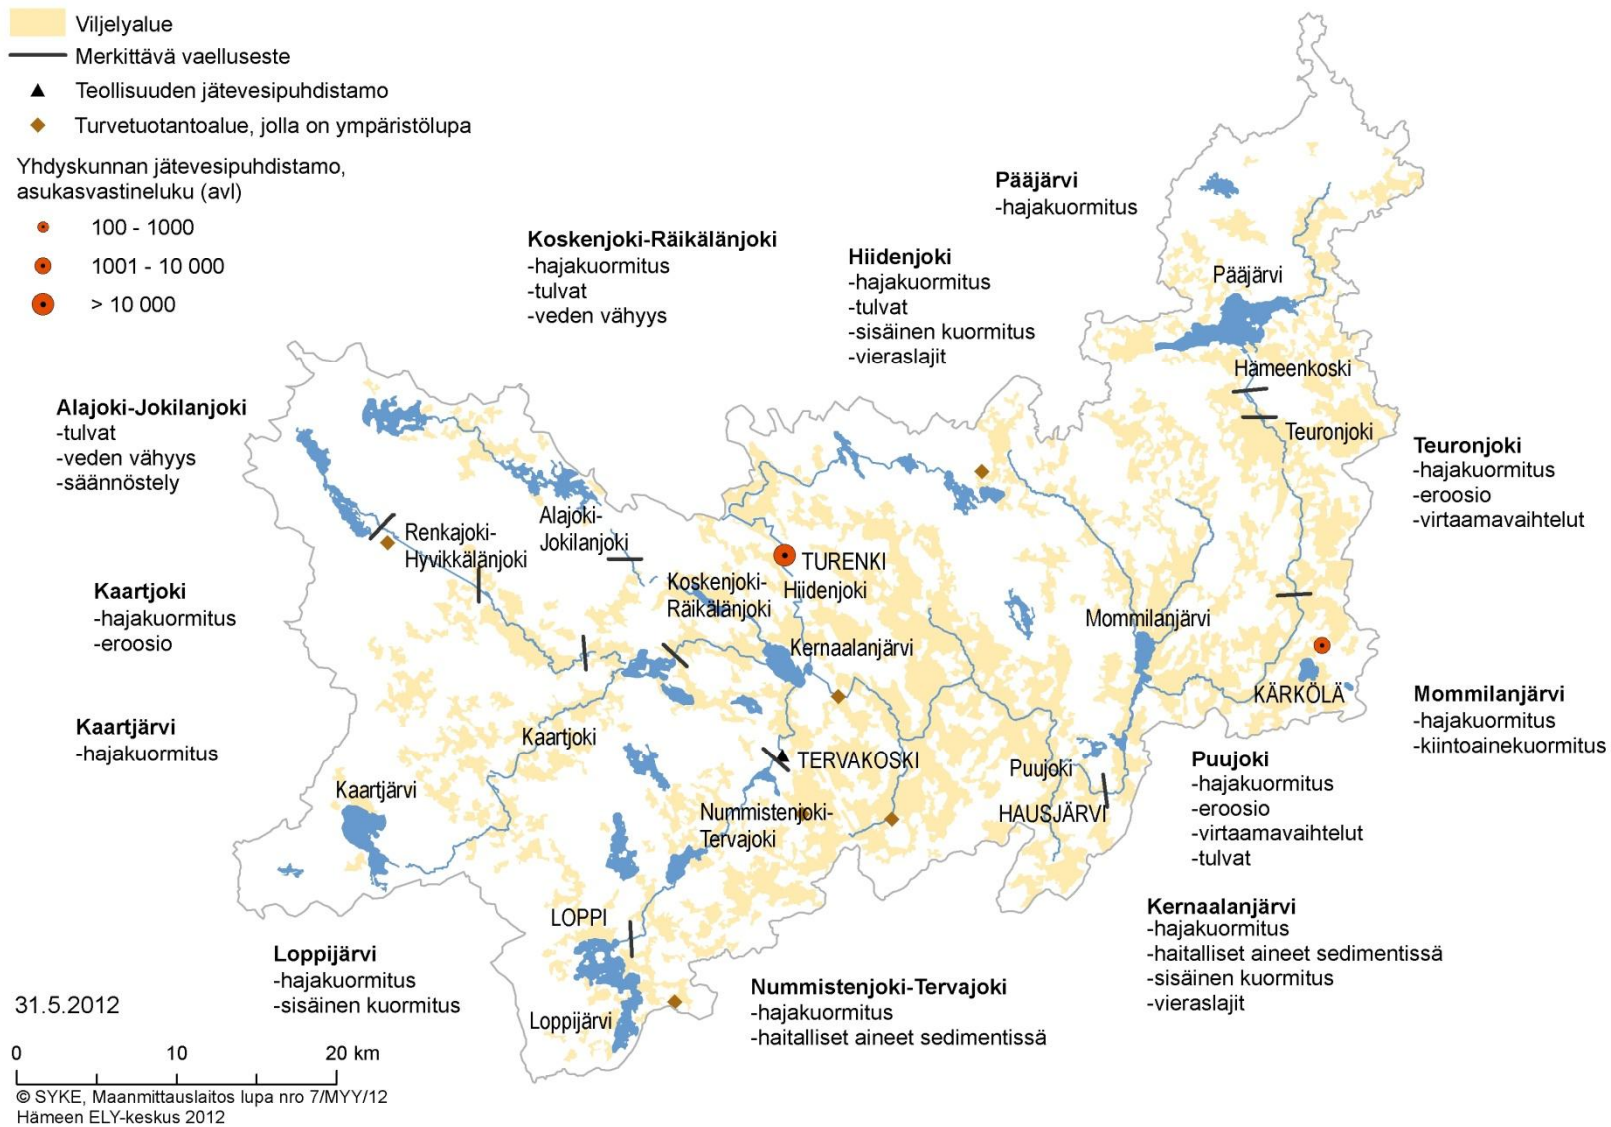 Viljelyalue
Merkittävä vaelluseste
Teollisuuden jätevesipuhdistamo
Turvetuotantoalue, jolla on ympäristölupa
Yhdyskunnan jätevesipuhdistamo,
asukasvastineluku (avl)
100 - 1000
1001 - 10 000
> 10 000
Pääjärvi
-hajakuormitus
Koskenjoki-Räikälänjoki
-hajakuormitus
-tulvat
-veden vähyys
Hiidenjoki
-hajakuormitus
-tulvat
-sisäinen kuormitus
-vieraslajit
Alajoki-Jokilanjoki
-tulvat
-veden vähyys
-säännöstely
Teuronjoki
-hajakuormitus
-eroosio
-virtaamavaihtelut
Kaartjoki
-hajakuormitus
-eroosio
Kaartjärvi
-hajakuormitus
Mommilanjärvi
-hajakuormitus
-kiintoainekuormitus
Puujoki
-hajakuormitus
-eroosio
-virtaamavaihtelut
-tulvat
Kernaalanjärvi
-hajakuormitus
-haitalliset aineet sedimentissä
-sisäinen kuormitus
-vieraslajit
Loppijärvi
-hajakuormitus
-sisäinen kuormitus
Nummistenjoki-Tervajoki
-hajakuormitus
-haitalliset aineet sedimentissä
Pääjärvi
Hämeenkoski
Teuronjoki
Alajoki-
Jokilanjoki
Renkajoki-
Hyvikkälänjoki
Koskenjoki-
Räikälänjoki
TURENKI
Hiidenjoki
Kernaalanjärvi
Mommilanjärvi
KÄRKÖLÄ
Kaartjoki
TERVAKOSKI
Puujoki
HAUSJÄRVI
Kaartjärvi
Nummistenjoki-
Tervajoki
LOPPI
Loppijärvi
31.5.2012
0 10 20 km
© SYKE, Maanmittauslaitos lupa nro 7/MYY/12
Hämeen ELY-keskus 2012